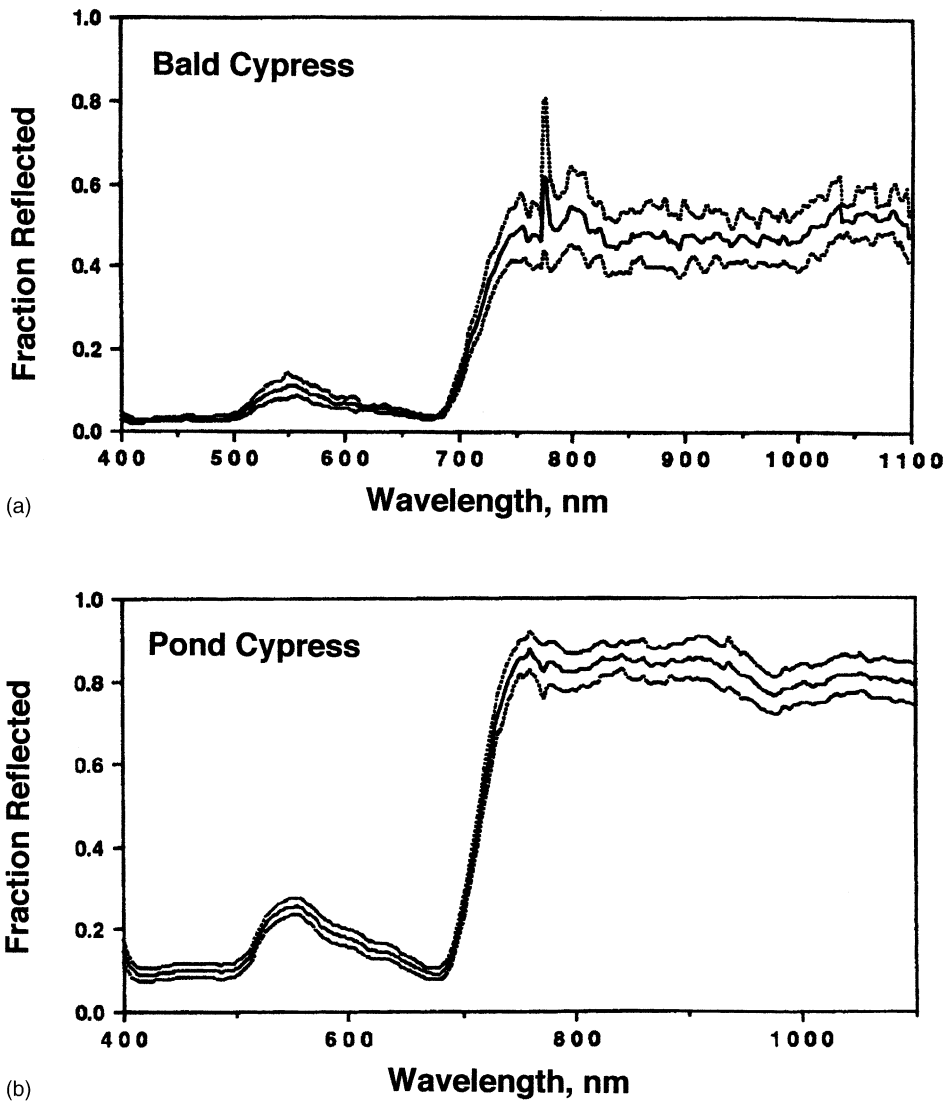 1.0
Bald Cypress
0.8
0.6
0.4
0.2
0.0
Fraction Reflected
400 500 600 700 800 900 1000 1100
Wavelength, nm
(a)
1.0
Pond Cypress
0.8
0.6
0.4
0.2
0.0
Fraction Reflected
400 600 800 1000
Wavelength, nm
(b)